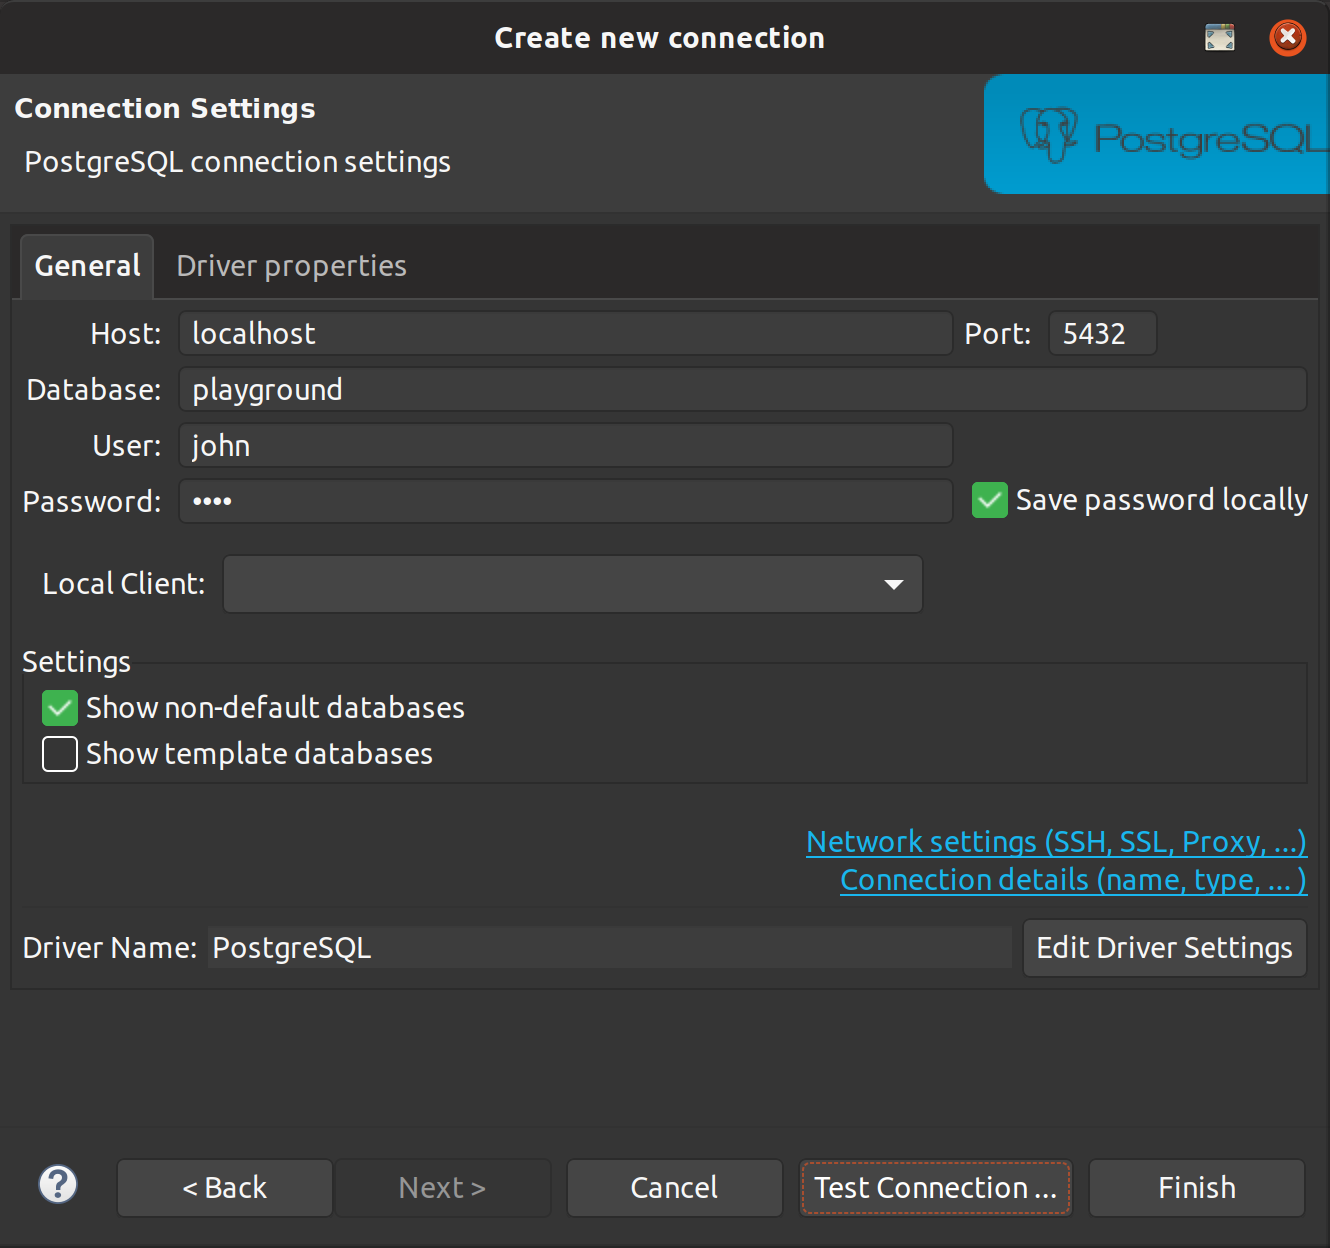 Create new connection
Connection Settings
PostgreSQL connection settings
PostgreSQL
General Driver properties
Host: localhost Port: 5432
Database: playground
User: john
Password: •••• Save password locally
Local Client:
Settings
Show non-default databases
Show template databases
Network settings (SSH, SSL, Proxy, ...)
Connection details (name, type, ... )
Driver Name: PostgreSQL Edit Driver Settings
? < Back Next > Cancel Test Connection ... Finish